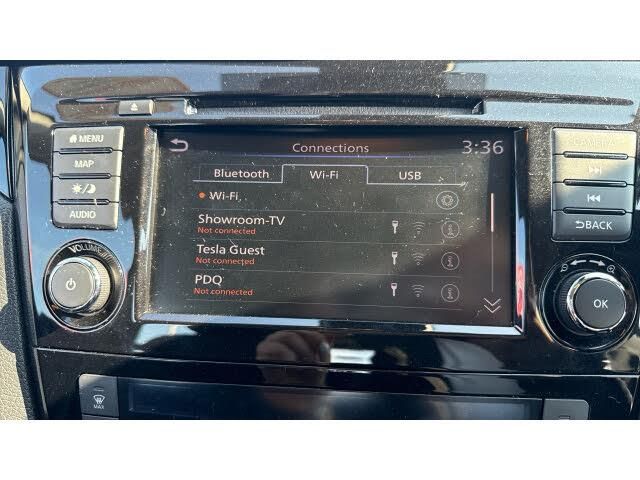 MENU
MAP
AUDIO
VOLUME
Connections
3:36
Bluetooth
Wi-Fi
USB
Wi-Fi
Showroom-TV
Not connected
Tesla Guest
Not connected
PDQ
Not connected
CAMERA
BACK
OK
MAX